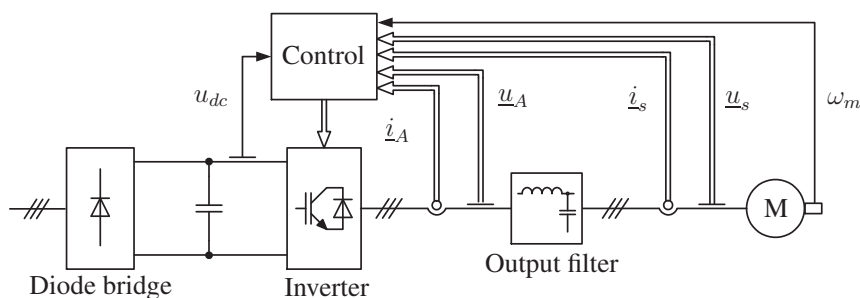 Control
u_dc
i_A
u_A
i_s
u_s
ω_m
M
Diode bridge
Inverter
Output filter